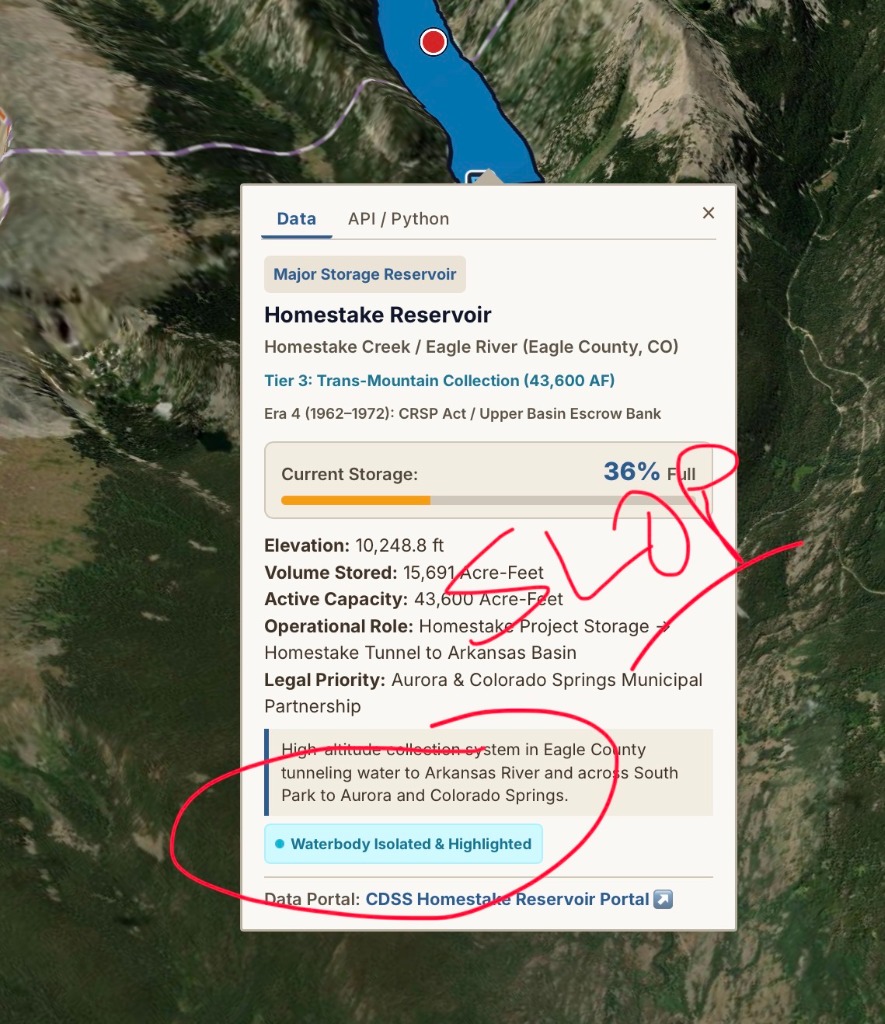 Data API / Python ×
Major Storage Reservoir
Homestake Reservoir
Homestake Creek / Eagle River (Eagle County, CO)
Tier 3: Trans-Mountain Collection (43,600 AF)
Era 4 (1962–1972): CRSP Act / Upper Basin Escrow Bank
Current Storage: 36% Full
SLOP
Elevation: 10,248.8 ft
Volume Stored: 15,691 Acre-Feet
Active Capacity: 43,600 Acre-Feet
Operational Role: Homestake Project Storage →
Homestake Tunnel to Arkansas Basin
Legal Priority: Aurora & Colorado Springs Municipal
Partnership
High-altitude collection system in Eagle County
tunneling water to Arkansas River and across South
Park to Aurora and Colorado Springs.
Waterbody Isolated & Highlighted
Data Portal: CDSS Homestake Reservoir Portal